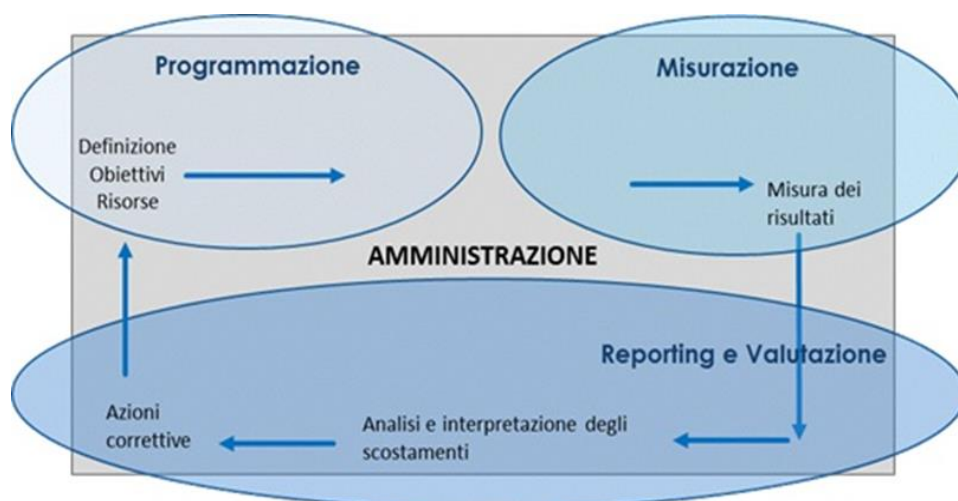 Programmazione
Misurazione
Definizione
Obiettivi
Risorse
Misura dei
risultati
AMMINISTRAZIONE
Reporting e Valutazione
Azioni
correttive
Analisi e interpretazione degli
scostamenti